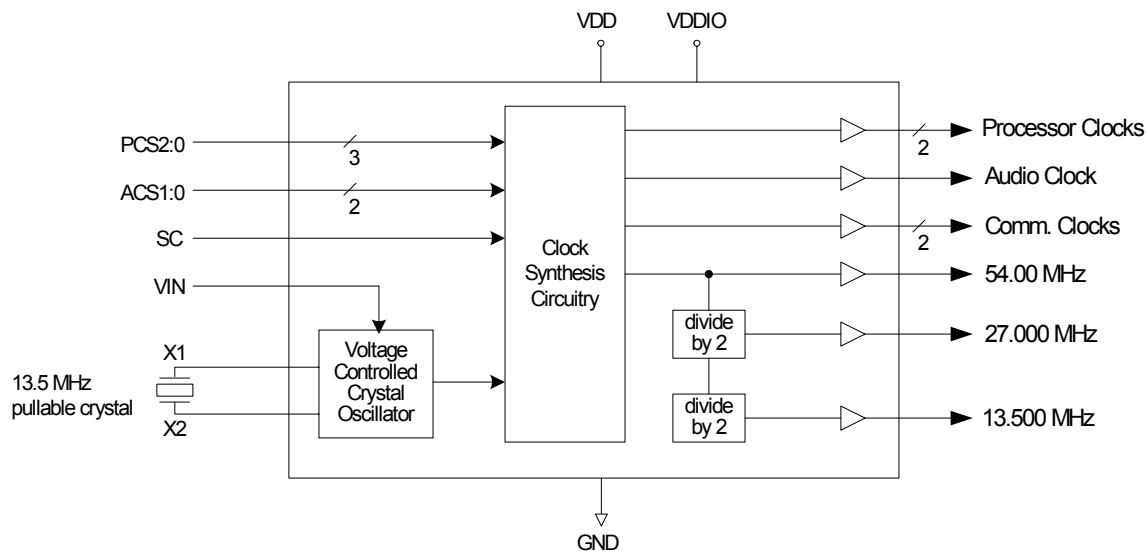 VDD
VDDIO
PCS2:0
3
ACS1:0
2
SC
VIN
X1
13.5 MHz
pullable crystal
X2
Voltage
Controlled
Crystal
Oscillator
Clock
Synthesis
Circuitry
divide
by 2
divide
by 2
Processor Clocks
2
Audio Clock
Comm. Clocks
2
54.00 MHz
27.000 MHz
13.500 MHz
GND